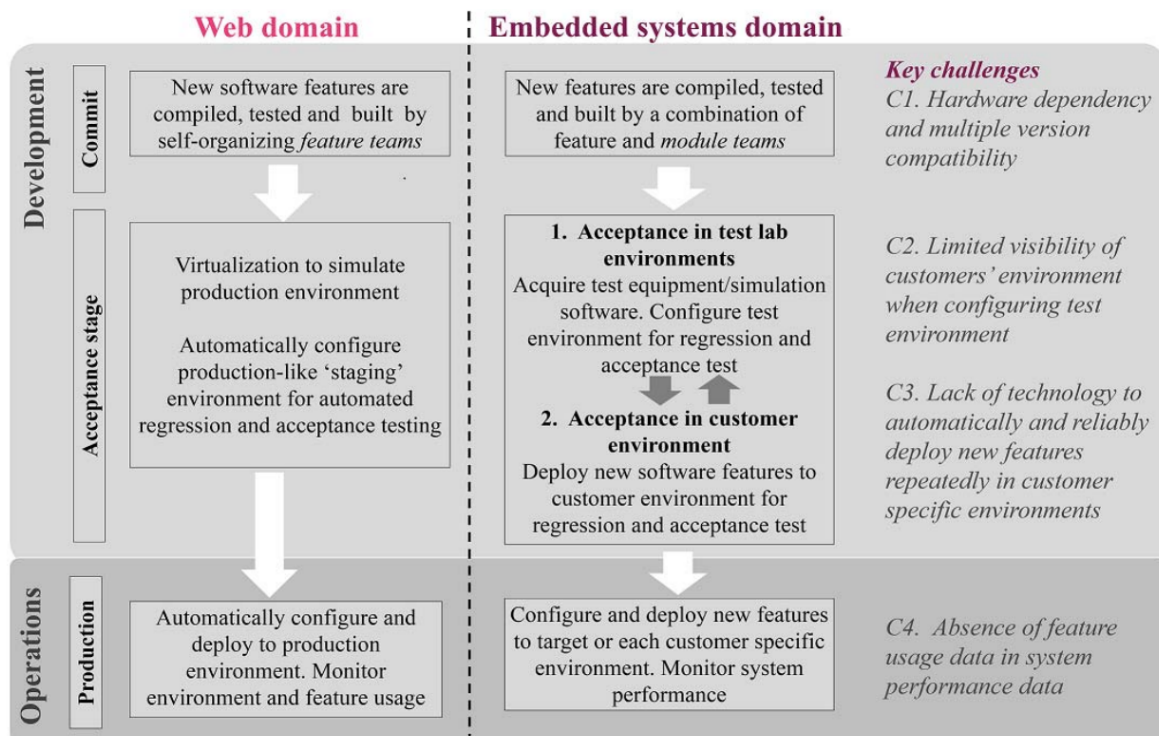 Web domain
Embedded systems domain
Development
Commit
New software features are
compiled, tested and built by
self-organizing feature teams
New features are compiled, tested
and built by a combination of
feature and module teams
Key challenges
C1. Hardware dependency
and multiple version
compatibility
Acceptance stage
Virtualization to simulate
production environment
Automatically configure
production-like ‘staging’
environment for automated
regression and acceptance testing
1. Acceptance in test lab
environments
Acquire test equipment/simulation
software. Configure test
environment for regression and
acceptance test
2. Acceptance in customer
environment
Deploy new software features to
customer environment for
regression and acceptance test
C2. Limited visibility of
customers’ environment
when configuring test
environment
C3. Lack of technology to
automatically and reliably
deploy new features
repeatedly in customer
specific environments
Operations
Production
Automatically configure and
deploy to production
environment. Monitor
environment and feature usage
Configure and deploy new features
to target or each customer specific
environment. Monitor system
performance
C4. Absence of feature
usage data in system
performance data